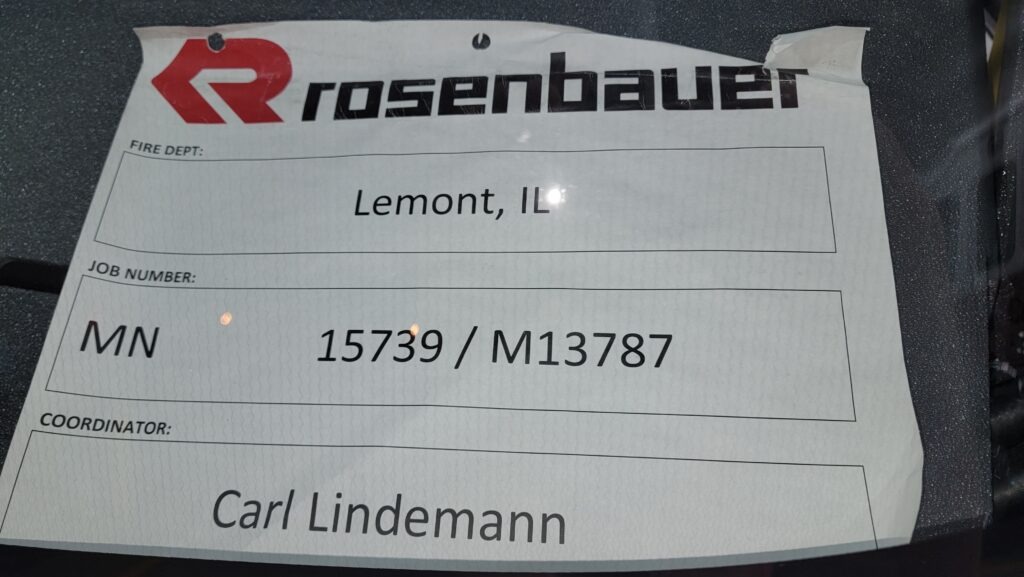 rosenbauer
FIRE DEPT:
Lemont, IL
JOB NUMBER:
MN 15739 / M13787
COORDINATOR:
Carl Lindemann